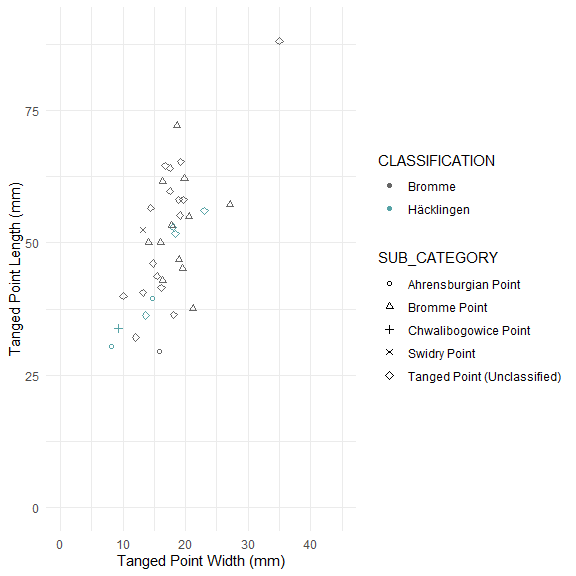 75
50
25
0
Tanged Point Length (mm)
0
10
20
30
40
Tanged Point Width (mm)
CLASSIFICATION
Bromme
Häcklingen
SUB_CATEGORY
Ahrensburgian Point
Bromme Point
Chwalibogowice Point
Swidry Point
Tanged Point (Unclassified)